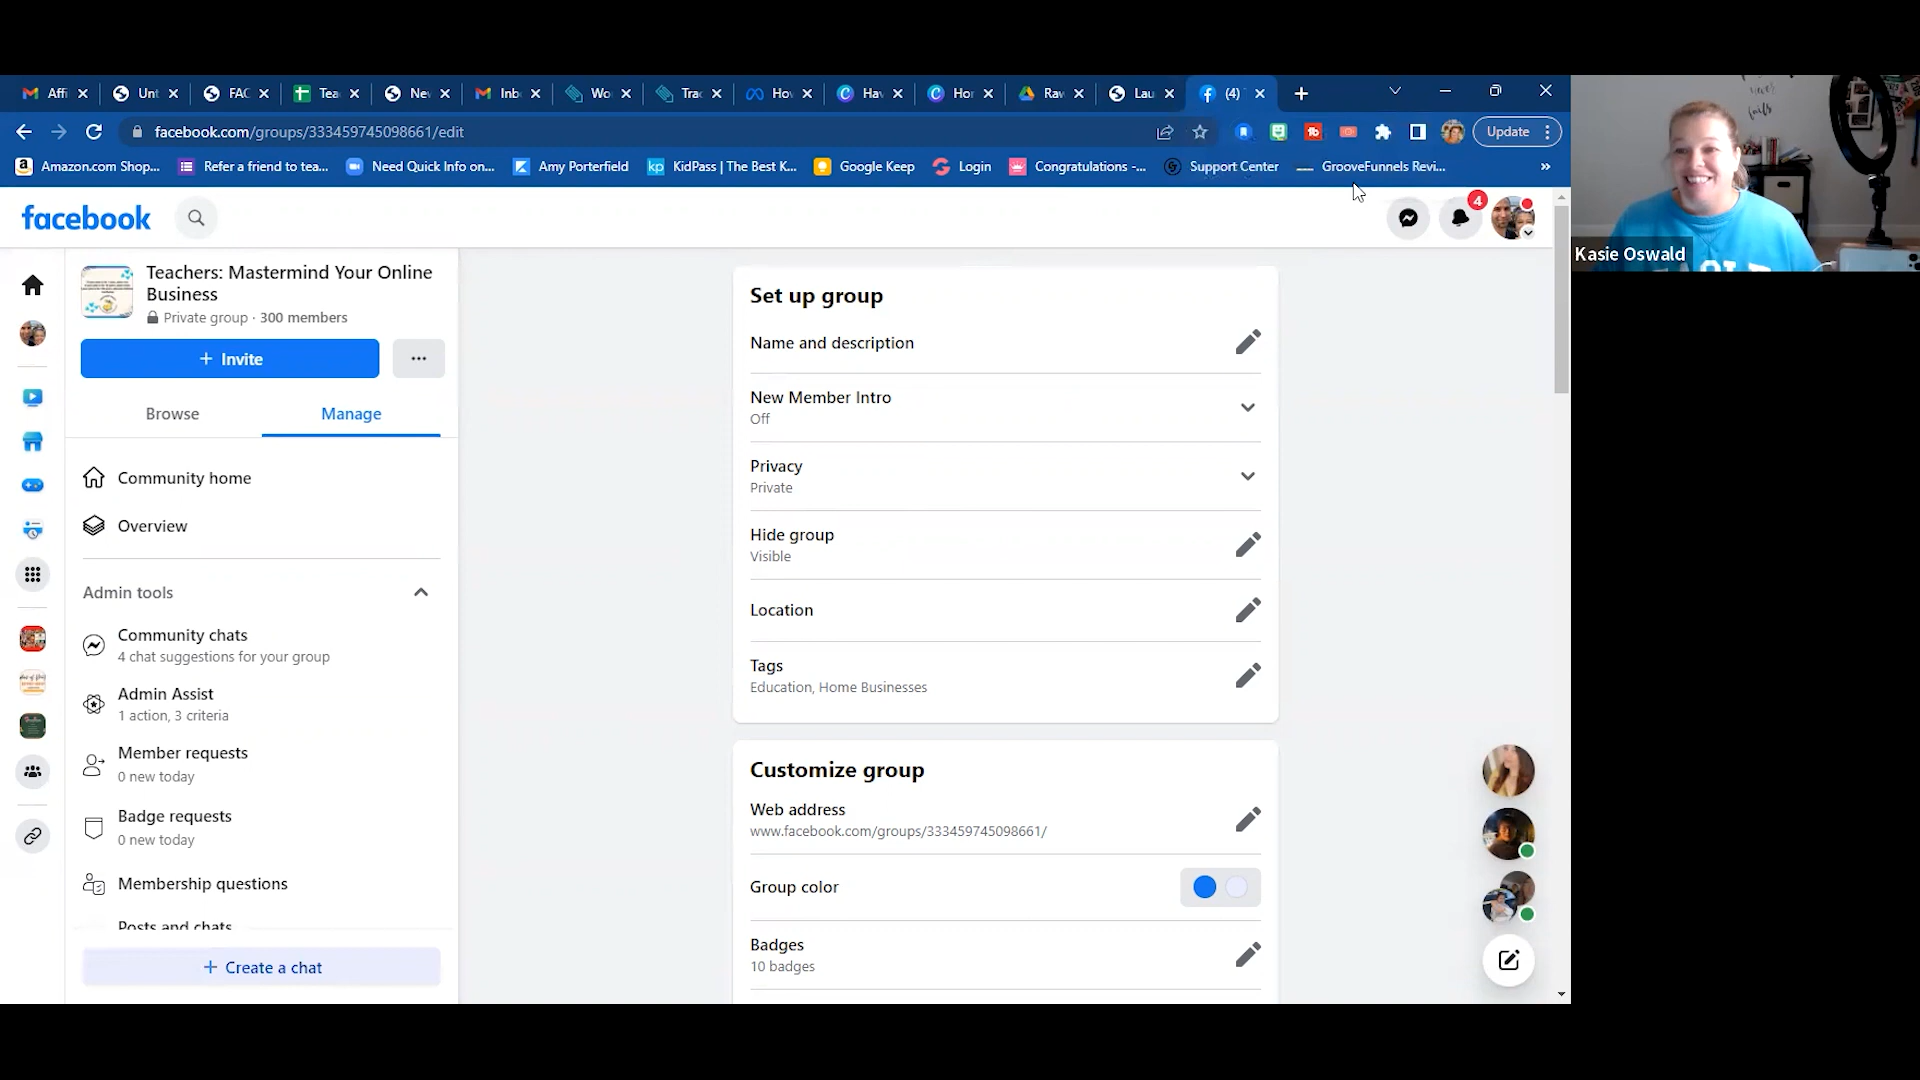 Affi
Unt
FAC
Tea
Nev
Inb
Wo
Trac
Hov
Hav
Hor
Rav
Lau
(4)
facebook.com/groups/333459745098661/edit
Update
Amazon.com Shop...
Refer a friend to tea...
Need Quick Info on...
Amy Porterfield
kp
KidPass | The Best K...
Google Keep
Login
Congratulations -...
Support Center
GrooveFunnels Revi...
»
facebook
4
Kasie Oswald
Teachers: Mastermind Your Online
Business
Private group · 300 members
+ Invite
...
Browse
Manage
Community home
Overview
Admin tools
Community chats
4 chat suggestions for your group
Admin Assist
1 action, 3 criteria
Member requests
0 new today
Badge requests
0 new today
Membership questions
Posts and chats
+ Create a chat
Set up group
Name and description
New Member Intro
Off
Privacy
Private
Hide group
Visible
Location
Tags
Education, Home Businesses
Customize group
Web address
www.facebook.com/groups/333459745098661/
Group color
Badges
10 badges